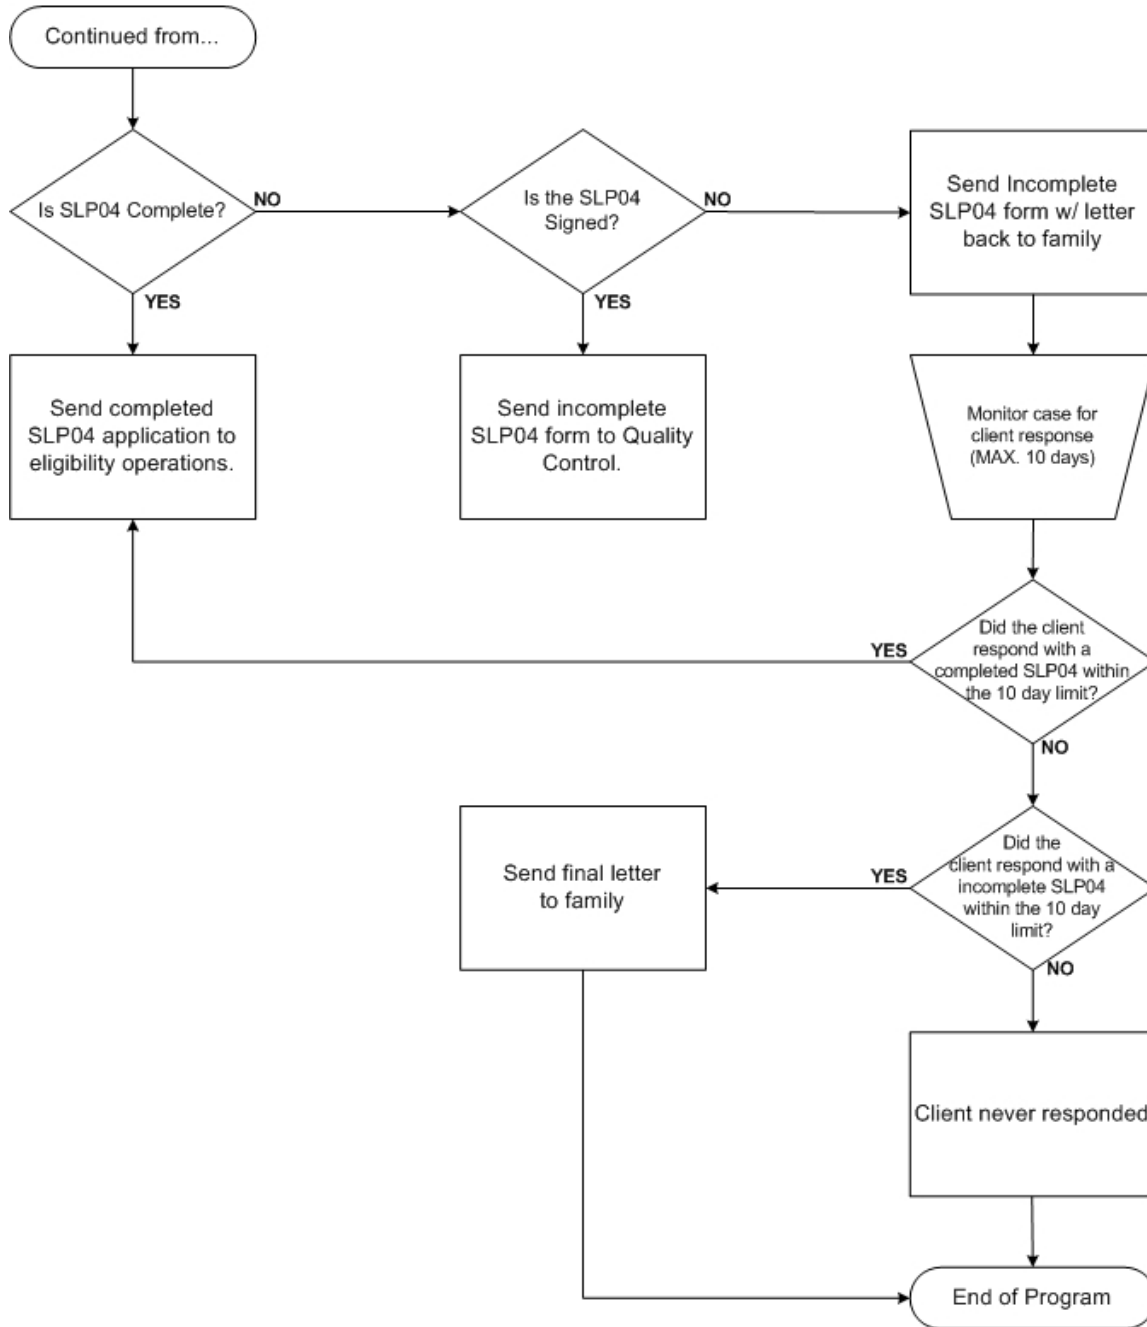 Continued from...
Is SLP04 Complete?
NO
YES
Is the SLP04
Signed?
NO
YES
Send Incomplete
SLP04 form w/ letter
back to family
Send completed
SLP04 application to
eligibility operations.
Send incomplete
SLP04 form to Quality
Control.
Monitor case for
client response
(MAX. 10 days)
Did the client
respond with a
completed SLP04 within
the 10 day limit?
YES
NO
Did the
client respond with a
incomplete SLP04
within the 10 day
limit?
YES
NO
Send final letter
to family
Client never responded
End of Program